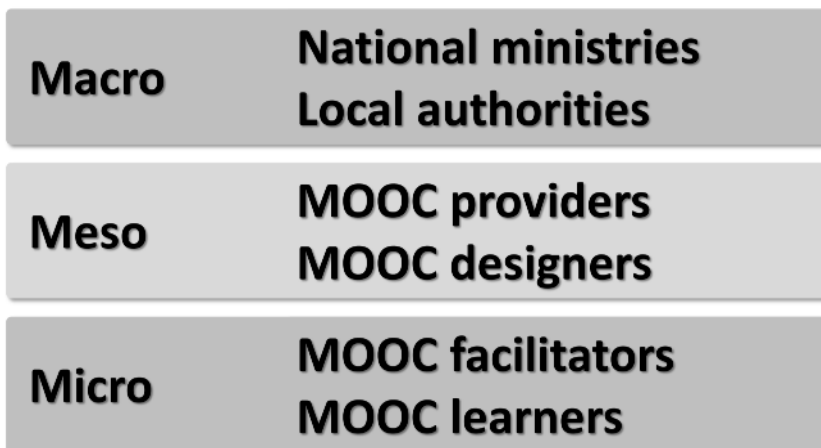 Macro
National ministries
Local authorities
Meso
MOOC providers
MOOC designers
Micro
MOOC facilitators
MOOC learners